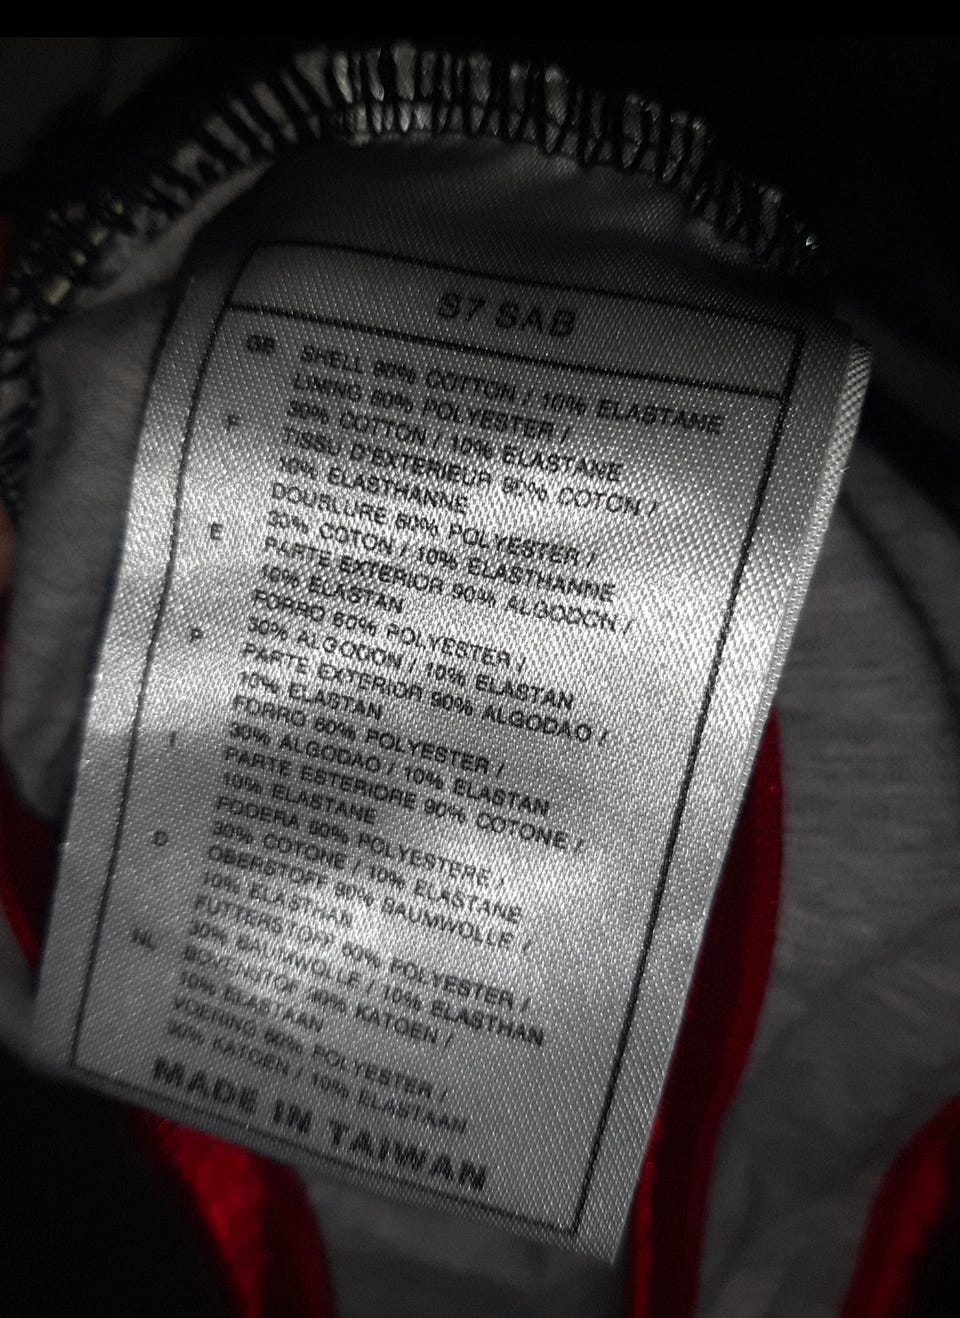 S7 SAB
GB SHELL 90% COTTON / 10% ELASTANE
LINING 60% POLYESTER /
30% COTTON / 10% ELASTANE
F TISSU D'EXTERIEUR 90% COTON /
10% ELASTHANNE
DOUBLURE 60% POLYESTER /
30% COTON / 10% ELASTHANNE
E PARTE EXTERIOR 90% ALGODON /
10% ELASTAN
FORRO 60% POLYESTER /
30% ALGODON / 10% ELASTAN
P PARTE EXTERIOR 90% ALGODAO /
10% ELASTAN
FORRO 60% POLYESTER /
30% ALGODAO / 10% ELASTAN
I PARTE ESTERIORE 90% COTONE /
10% ELASTANE
FODERA 60% POLYESTERE /
30% COTONE / 10% ELASTANE
D OBERSTOFF 90% BAUMWOLLE /
10% ELASTHAN
FUTTERSTOFF 60% POLYESTER /
30% BAUMWOLLE / 10% ELASTHAN
NL KATOEN /
10% ELASTAAN
VOERING 60% POLYESTER /
30% KATOEN / 10% ELASTAAN
MADE IN TAIWAN